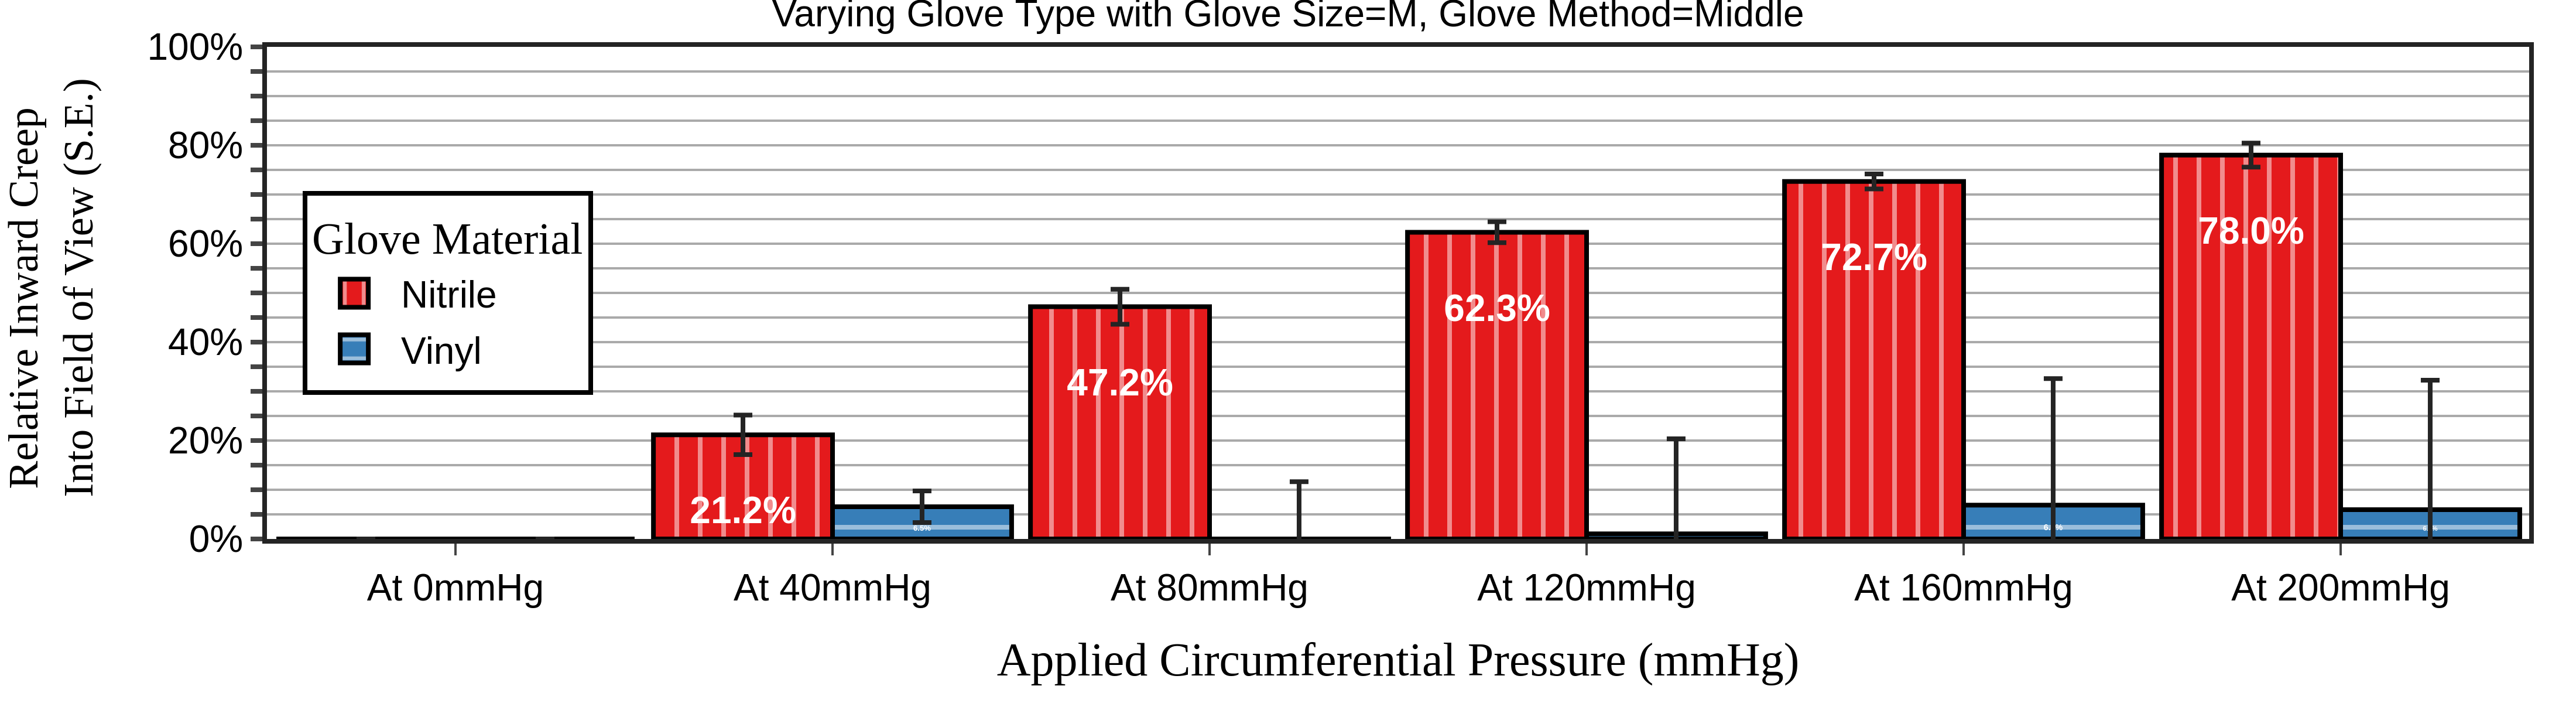 Varying Glove Type with Glove Size=M, Glove Method=Middle
Relative Inward Creep
Into Field of View (S.E.)
100%
80%
60%
40%
20%
0%
Glove Material
Nitrile
Vinyl
21.2%
6.5%
47.2%
62.3%
72.7%
78.0%
At 0mmHg
At 40mmHg
At 80mmHg
At 120mmHg
At 160mmHg
At 200mmHg
Applied Circumferential Pressure (mmHg)